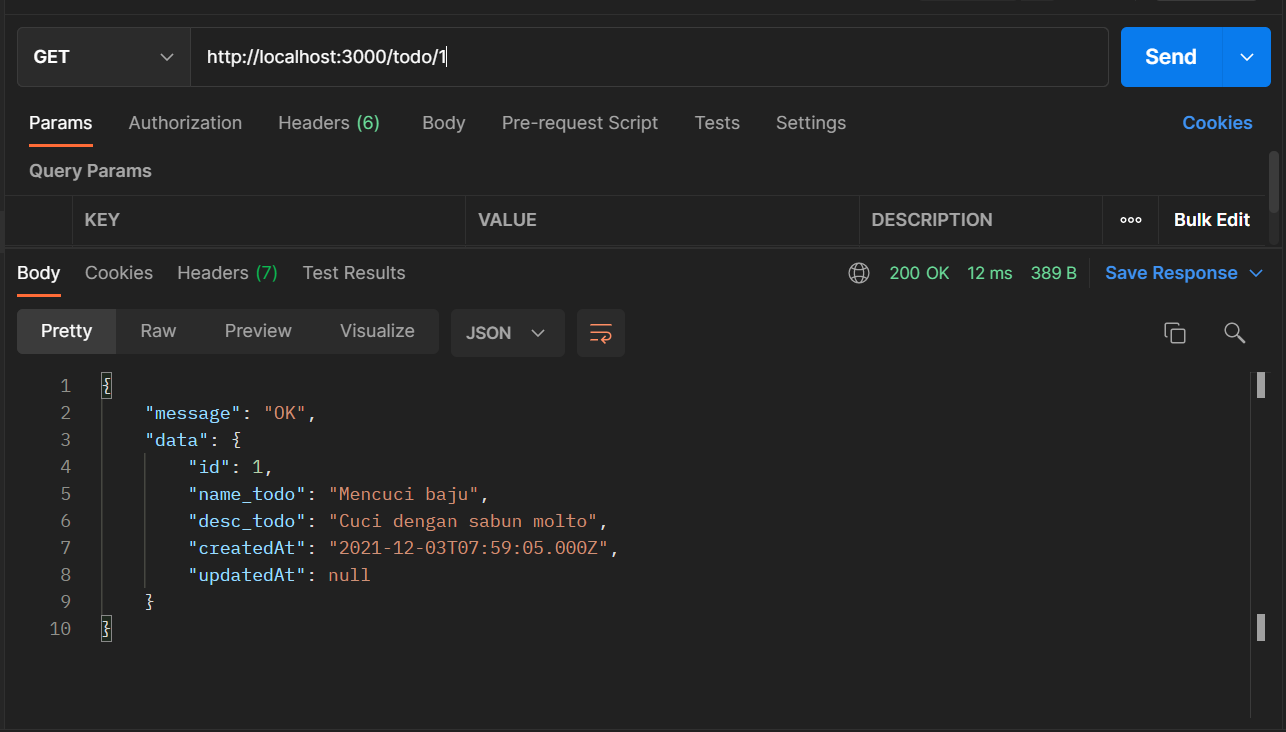 GET http://localhost:3000/todo/1 Send
Params Authorization Headers (6) Body Pre-request Script Tests Settings Cookies
Query Params
KEY VALUE DESCRIPTION ooo Bulk Edit
Body Cookies Headers (7) Test Results 200 OK 12 ms 389 B Save Response
Pretty Raw Preview Visualize JSON
1 {
2 "message": "OK",
3 "data": {
4 "id": 1,
5 "name_todo": "Mencuci baju",
6 "desc_todo": "Cuci dengan sabun molto",
7 "createdAt": "2021-12-03T07:59:05.000Z",
8 "updatedAt": null
9 }
10 }